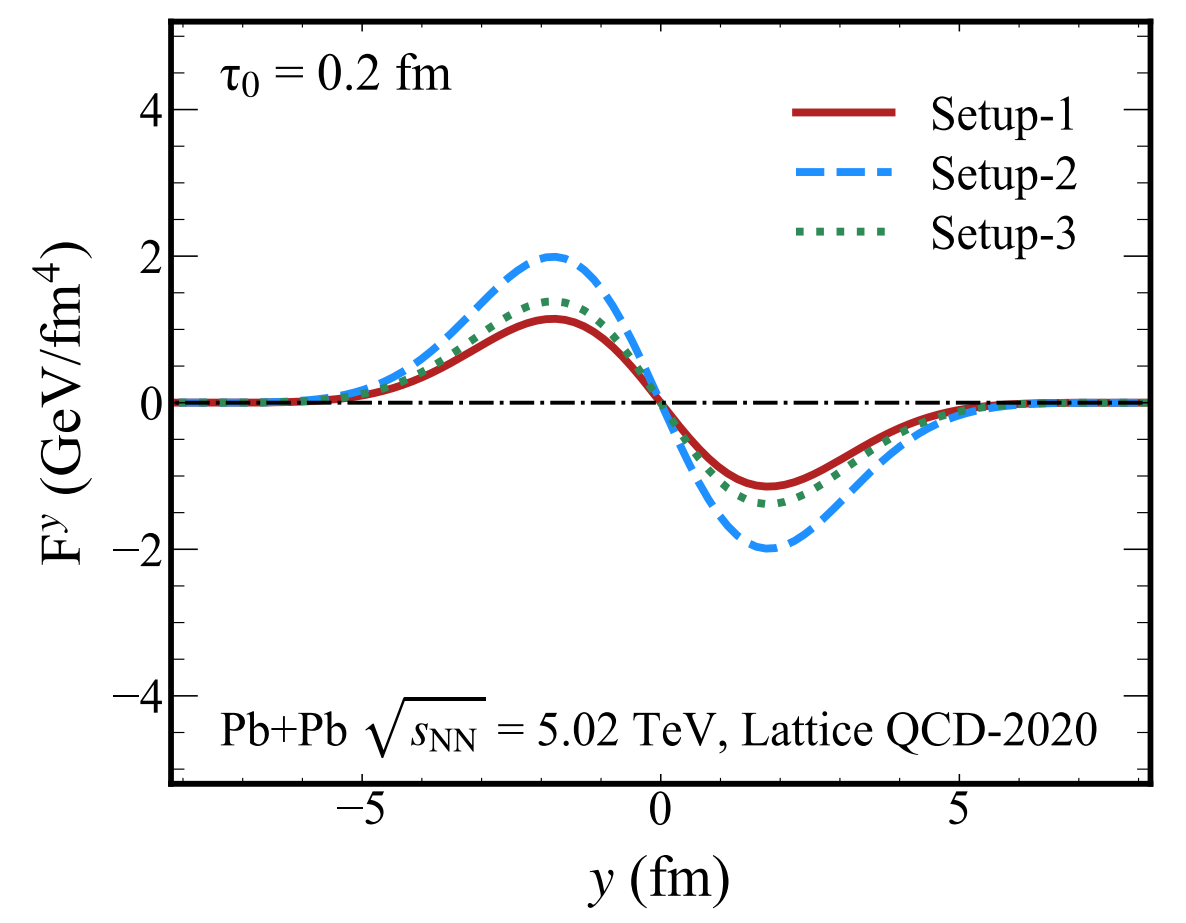 τ₀ = 0.2 fm
Setup-1
Setup-2
Setup-3
4
2
0
−2
−4
Fʸ (GeV/fm⁴)
Pb+Pb √s_NN = 5.02 TeV, Lattice QCD-2020
−5 0 5
y (fm)